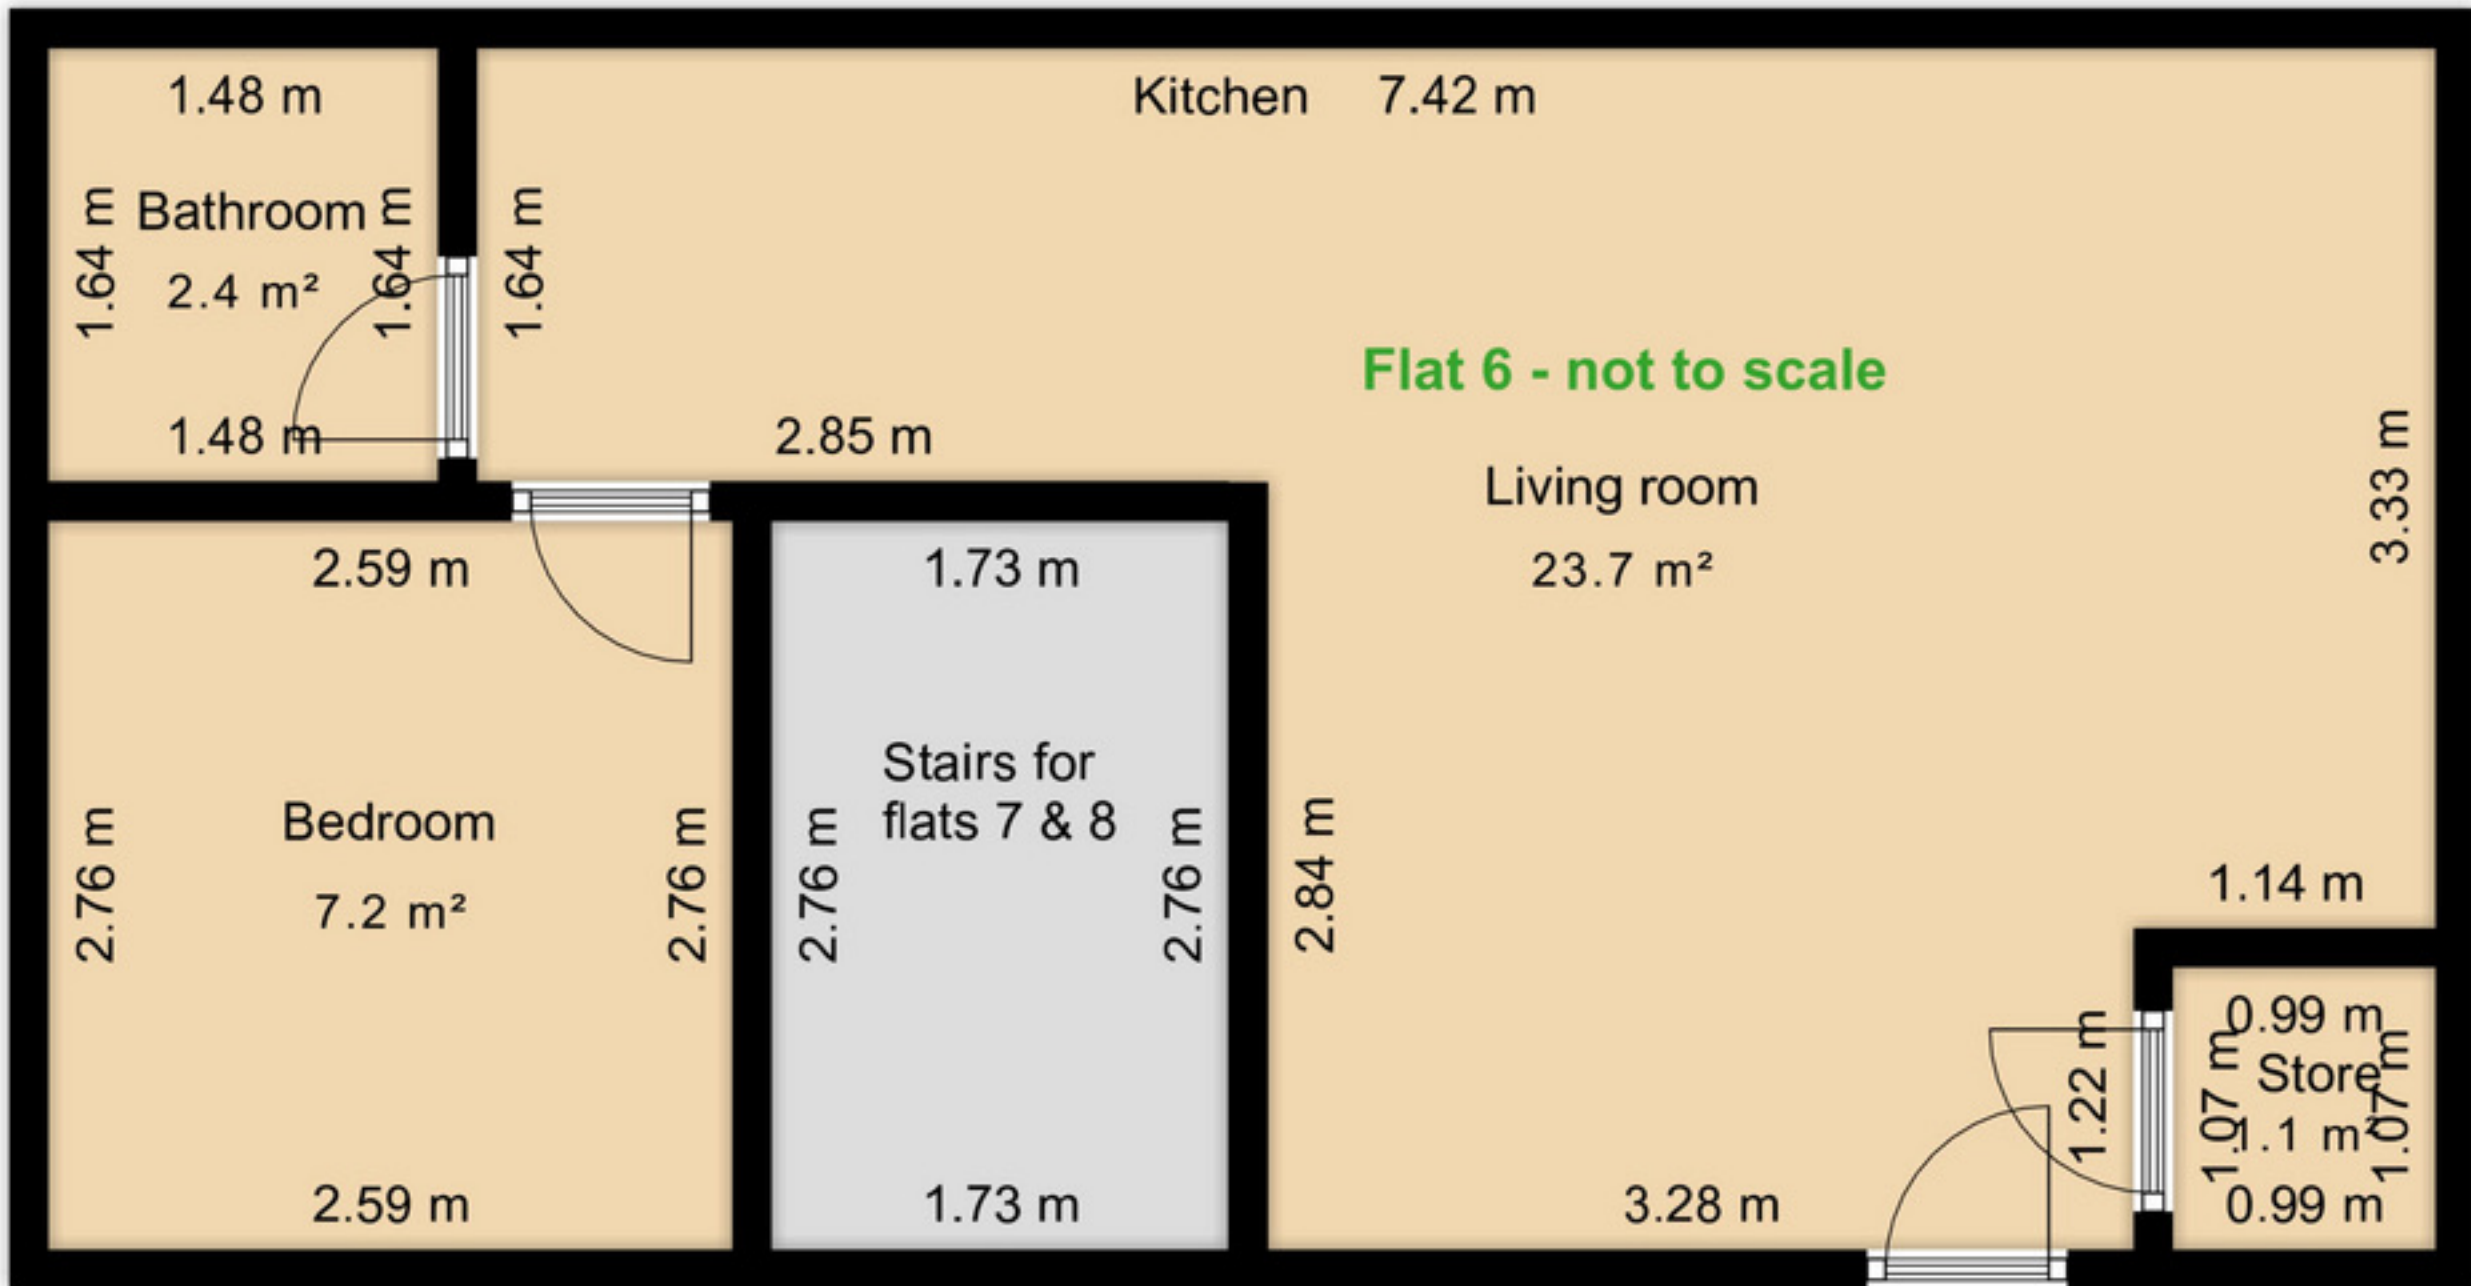 1.48 m
Kitchen 7.42 m
1.64 m
Bathroom
1.64 m
1.64 m
2.4 m²
1.48 m
2.85 m
Flat 6 - not to scale
Living room
23.7 m²
3.33 m
2.59 m
1.73 m
Stairs for
flats 7 & 8
Bedroom
7.2 m²
2.76 m
2.76 m
2.76 m
2.76 m
2.84 m
1.14 m
0.99 m
Store
1.1 m²
1.22 m
1.07 m
1.07 m
0.99 m
2.59 m
1.73 m
3.28 m